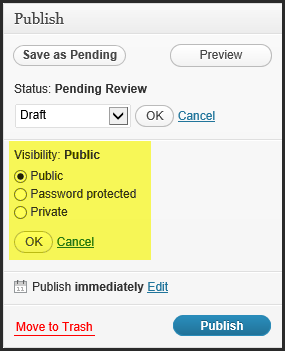 Publish
Save as Pending Preview
Status: Pending Review
Draft OK Cancel
Visibility: Public
Public
Password protected
Private
OK Cancel
11 Publish immediately Edit
Move to Trash Publish